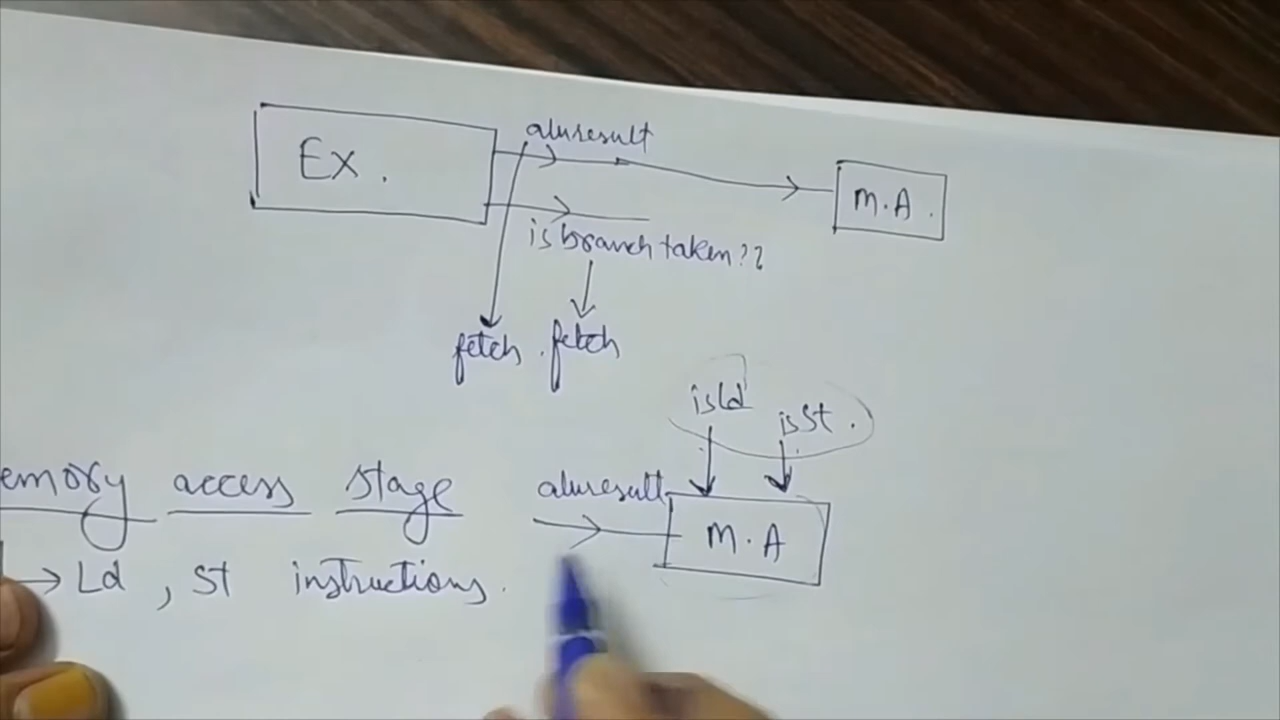 aluresult
Ex.
M.A.
is branch taken??
fetch. fetch
isLd
isSt.
emory access stage
aluresult
M.A
→ Ld, St instructions.